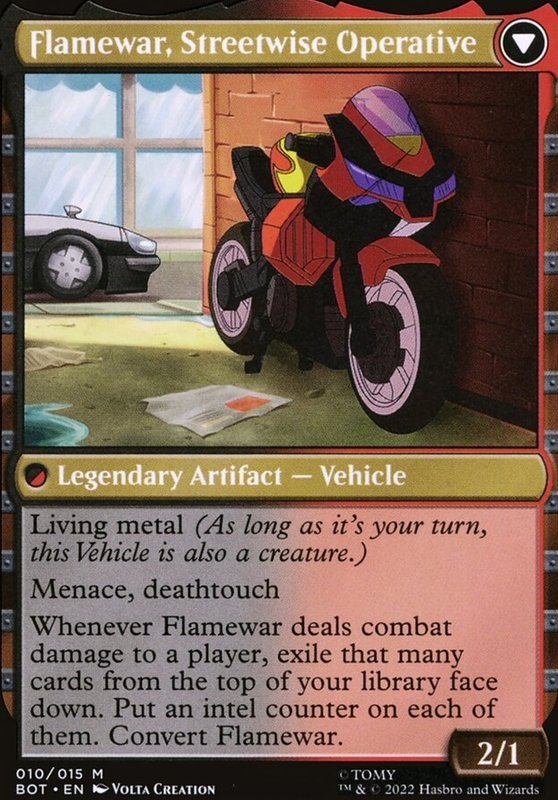 Flamewar, Streetwise Operative
Legendary Artifact — Vehicle
Living metal (As long as it's your turn,
this Vehicle is also a creature.)
Menace, deathtouch
Whenever Flamewar deals combat
damage to a player, exile that many
cards from the top of your library face
down. Put an intel counter on each of
them. Convert Flamewar.
2/1
010/015 M
BOT • EN VOLTA CREATION
© TOMY
™ & © 2022 Hasbro and Wizards